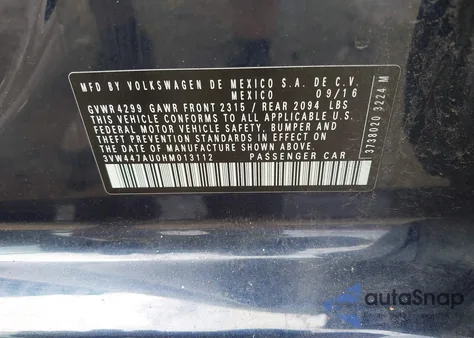 MFD BY VOLKSWAGEN DE MEXICO S.A. DE C.V.
MEXICO 09/16
GVWR 4299 GAWR FRONT 2315 / REAR 2094 LBS
THIS VEHICLE CONFORMS TO ALL APPLICABLE U.S.
FEDERAL MOTOR VEHICLE SAFETY, BUMPER AND
THEFT PREVENTION STANDARDS IN EFFECT ON
THE DATE OF MANUFACTURE SHOWN ABOVE.
3VW447AU0HM013112 PASSENGER CAR
3738020 3224 M
autoSnap